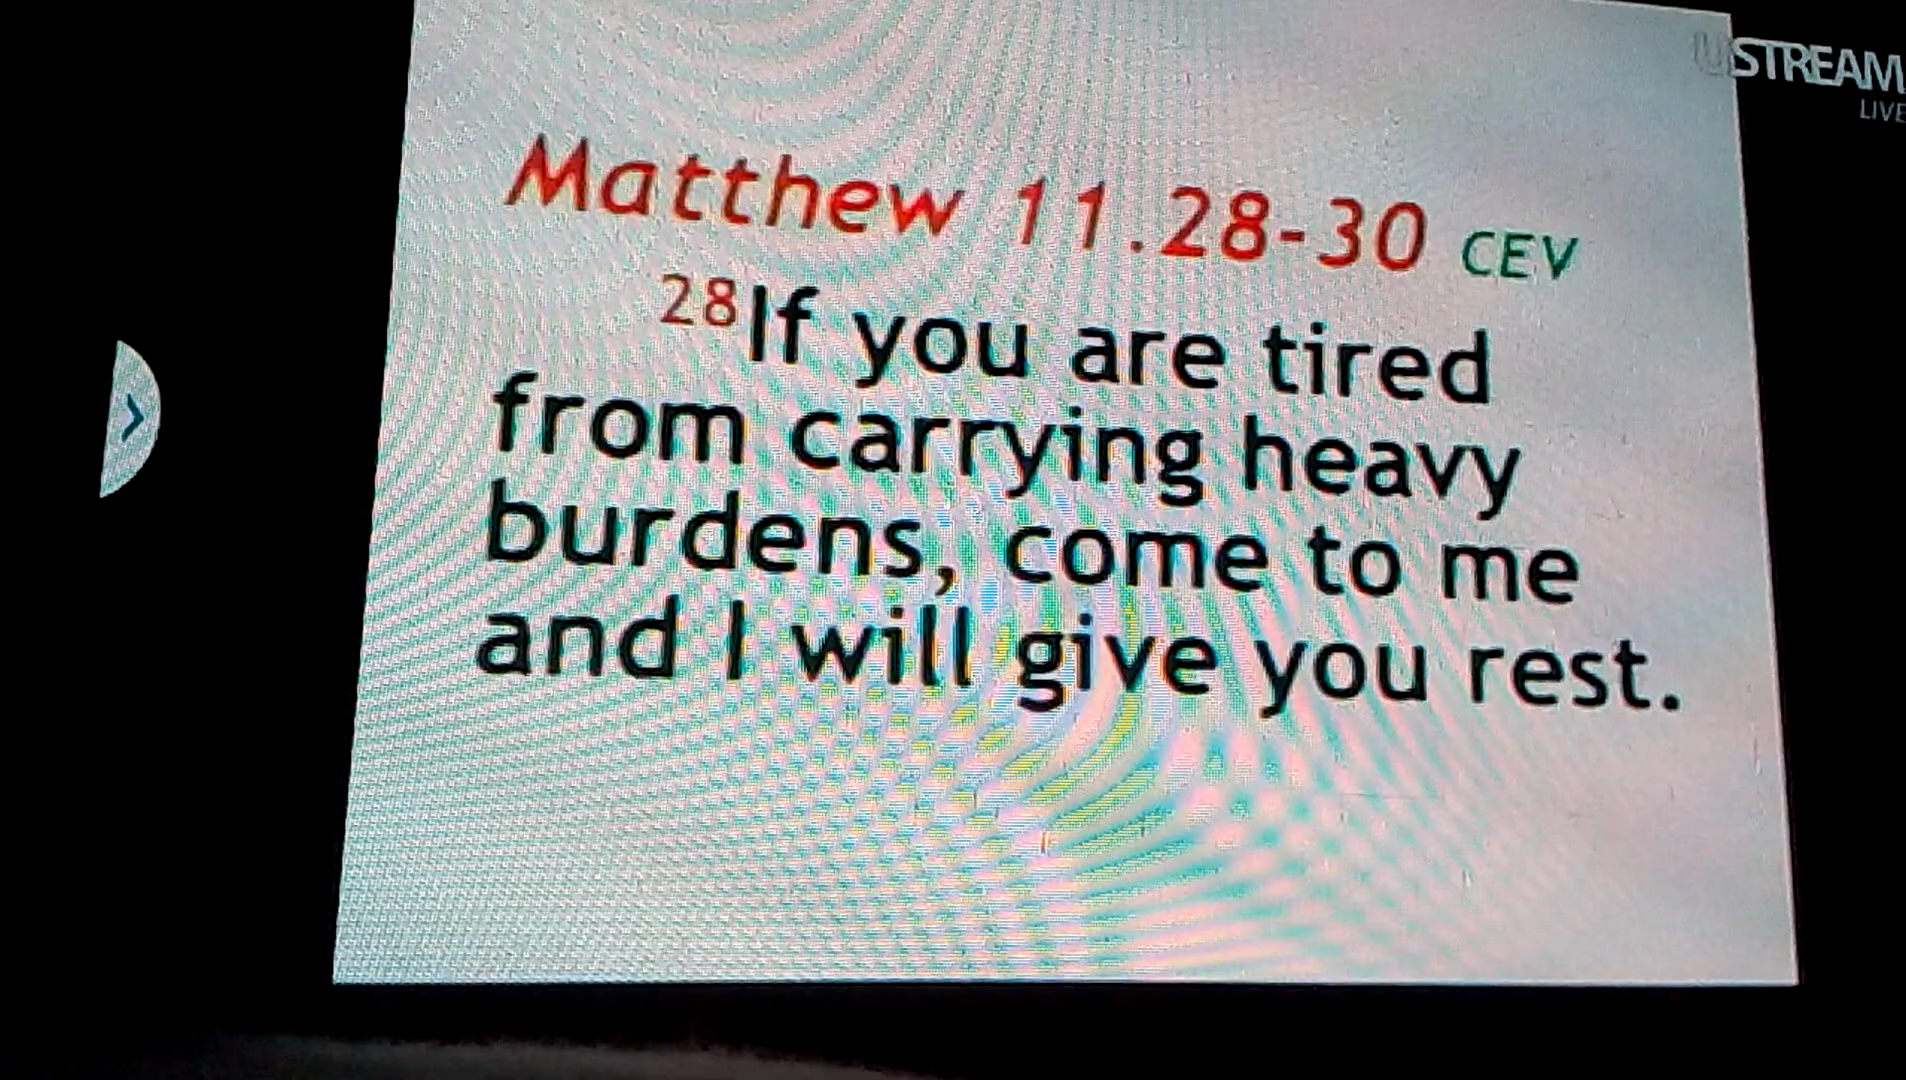 USTREAM
LIVE
Matthew 11.28-30 CEV
28If you are tired
from carrying heavy
burdens, come to me
and I will give you rest.